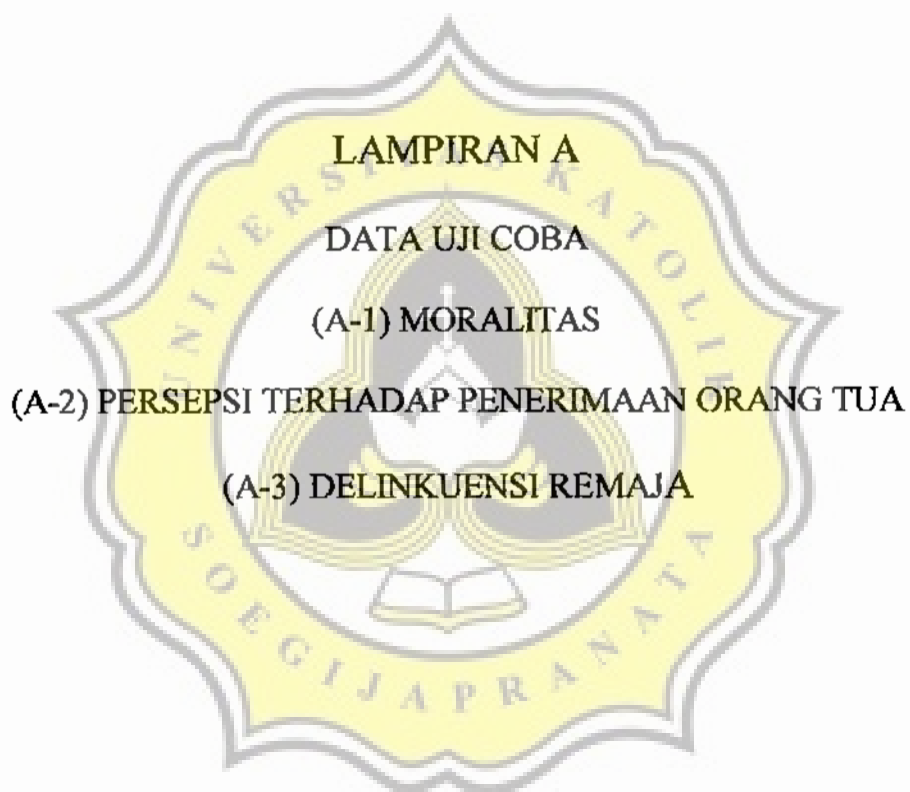 LAMPIRAN A
DATA UJI COBA
(A-1) MORALITAS
(A-2) PERSEPSI TERHADAP PENERIMAAN ORANG TUA
(A-3) DELINKUENSI REMAJA
UNIVERSITAS KATOLIK
SOEGIJAPRANATA